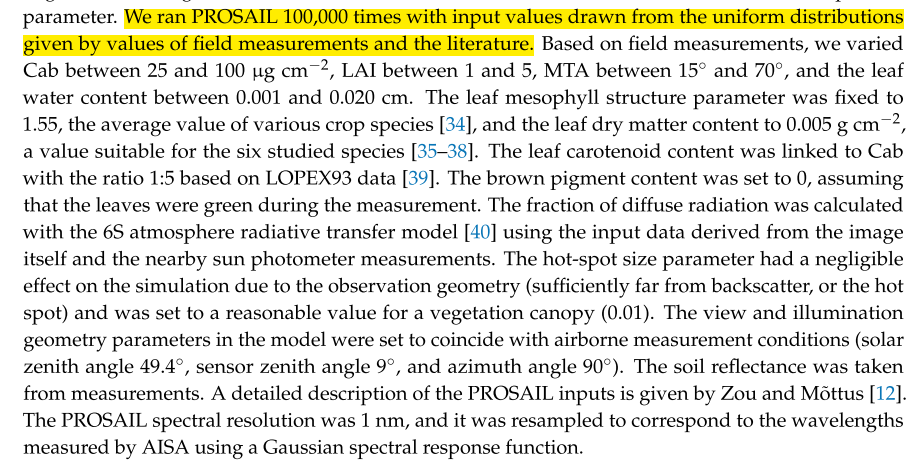 parameter. We ran PROSAIL 100,000 times with input values drawn from the uniform distributions
given by values of field measurements and the literature. Based on field measurements, we varied
Cab between 25 and 100 µg cm−2, LAI between 1 and 5, MTA between 15° and 70°, and the leaf
water content between 0.001 and 0.020 cm. The leaf mesophyll structure parameter was fixed to
1.55, the average value of various crop species [34], and the leaf dry matter content to 0.005 g cm−2,
a value suitable for the six studied species [35–38]. The leaf carotenoid content was linked to Cab
with the ratio 1:5 based on LOPEX93 data [39]. The brown pigment content was set to 0, assuming
that the leaves were green during the measurement. The fraction of diffuse radiation was calculated
with the 6S atmosphere radiative transfer model [40] using the input data derived from the image
itself and the nearby sun photometer measurements. The hot-spot size parameter had a negligible
effect on the simulation due to the observation geometry (sufficiently far from backscatter, or the hot
spot) and was set to a reasonable value for a vegetation canopy (0.01). The view and illumination
geometry parameters in the model were set to coincide with airborne measurement conditions (solar
zenith angle 49.4°, sensor zenith angle 9°, and azimuth angle 90°). The soil reflectance was taken
from measurements. A detailed description of the PROSAIL inputs is given by Zou and Mõttus [12].
The PROSAIL spectral resolution was 1 nm, and it was resampled to correspond to the wavelengths
measured by AISA using a Gaussian spectral response function.